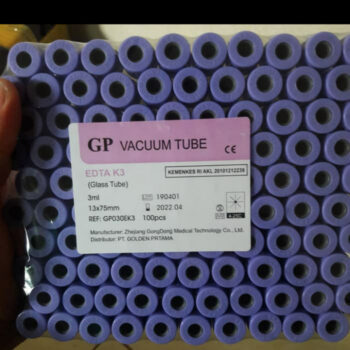 GP VACUUM TUBE
EDTA K3
KEMENKES RI AKL 20101212236
(Glass Tube)
3ml
LOT 190401
13x75mm
2022.04
REF: GP030EK3 100pcs
Manufacturer: Zhejiang GongDong Medical Technology Co., Ltd.
Distributor: PT. GOLDEN PRTAMA